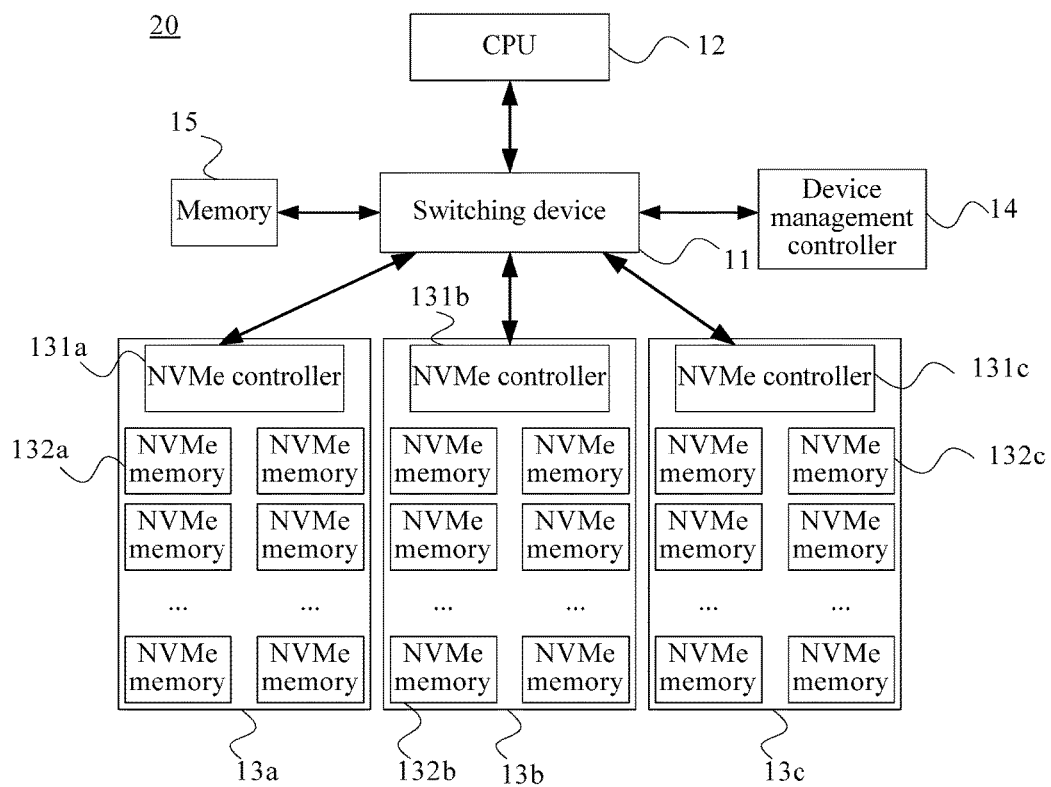 20
CPU
12
15
Memory
Switching device
Device
management
controller
14
11
131b
131a
NVMe controller
NVMe controller
NVMe controller
131c
132a
NVMe
memory
NVMe
memory
NVMe
memory
NVMe
memory
NVMe
memory
NVMe
memory
132c
NVMe
memory
NVMe
memory
NVMe
memory
NVMe
memory
NVMe
memory
NVMe
memory
... ... ... ... ... ...
NVMe
memory
NVMe
memory
NVMe
memory
NVMe
memory
NVMe
memory
NVMe
memory
13a
132b
13b
13c